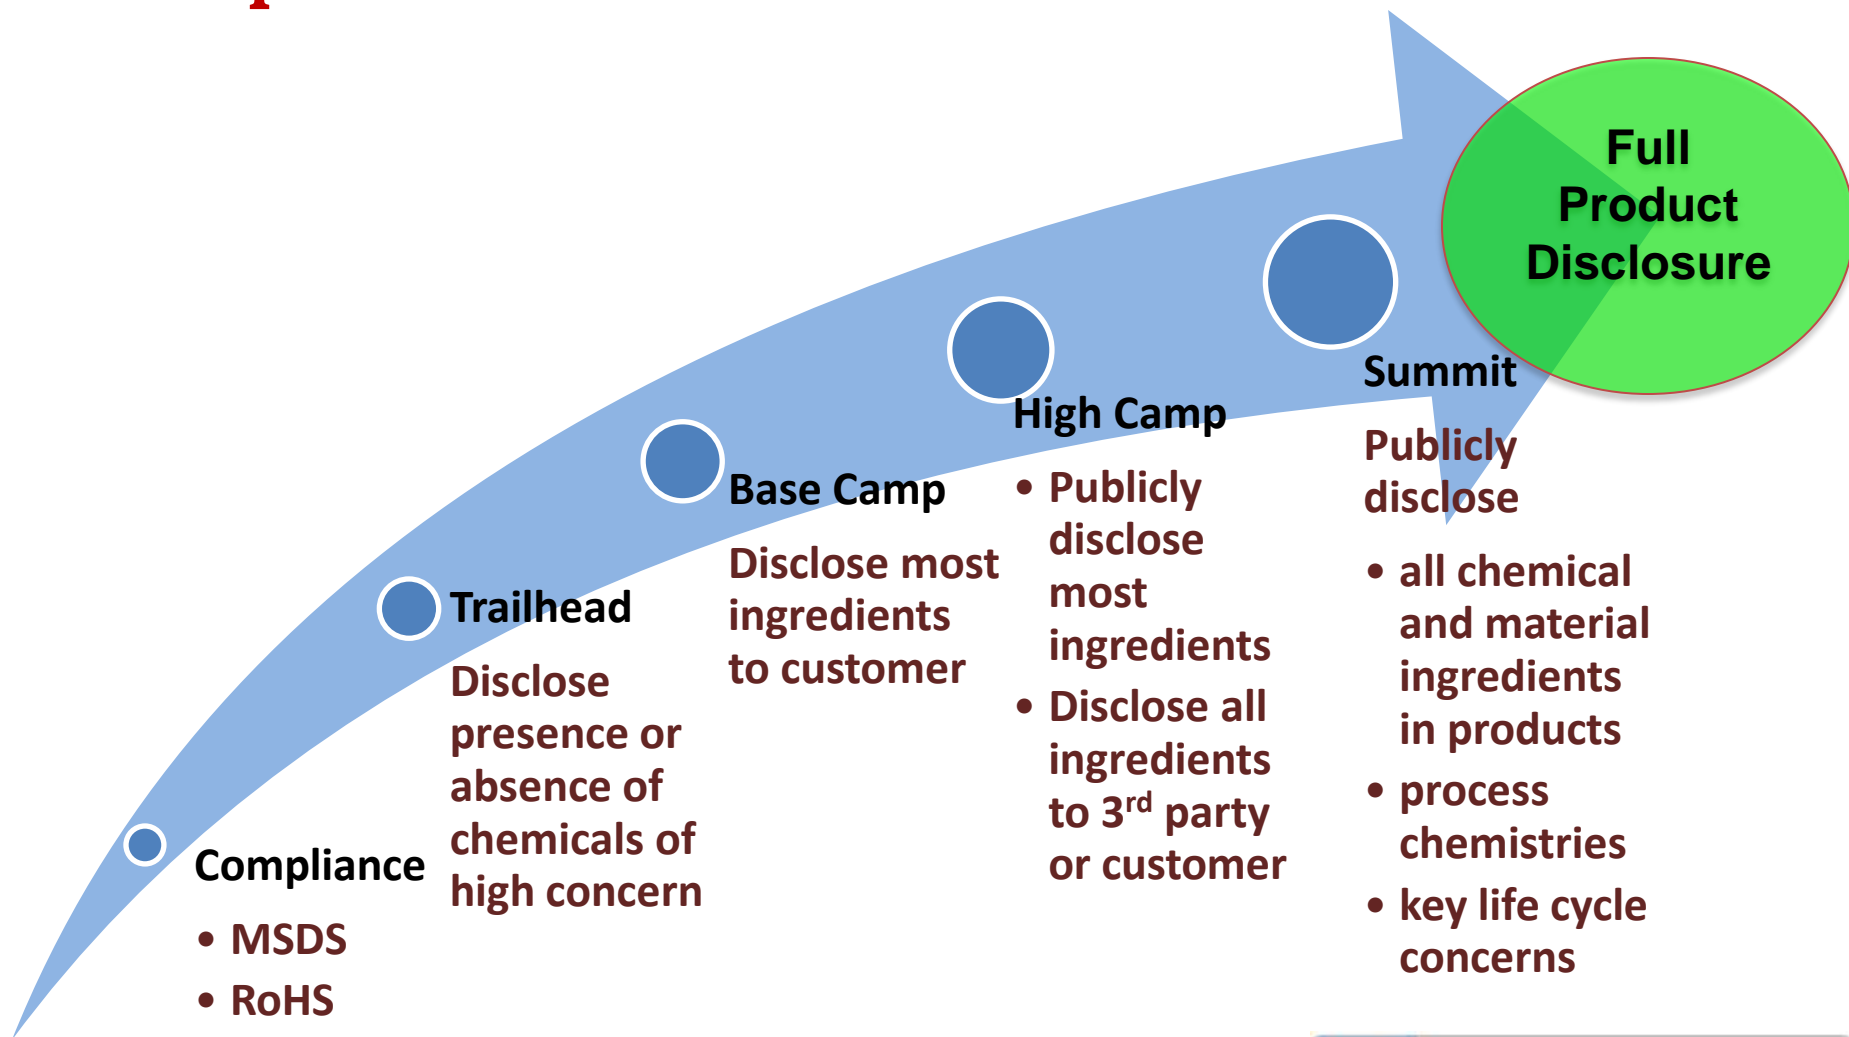 Full
Product
Disclosure
Compliance
• MSDS
• RoHS
Trailhead
Disclose
presence or
absence of
chemicals of
high concern
Base Camp
Disclose most
ingredients
to customer
High Camp
• Publicly
disclose
most
ingredients
• Disclose all
ingredients
to 3rd party
or customer
Summit
Publicly
disclose
• all chemical
and material
ingredients
in products
• process
chemistries
• key life cycle
concerns